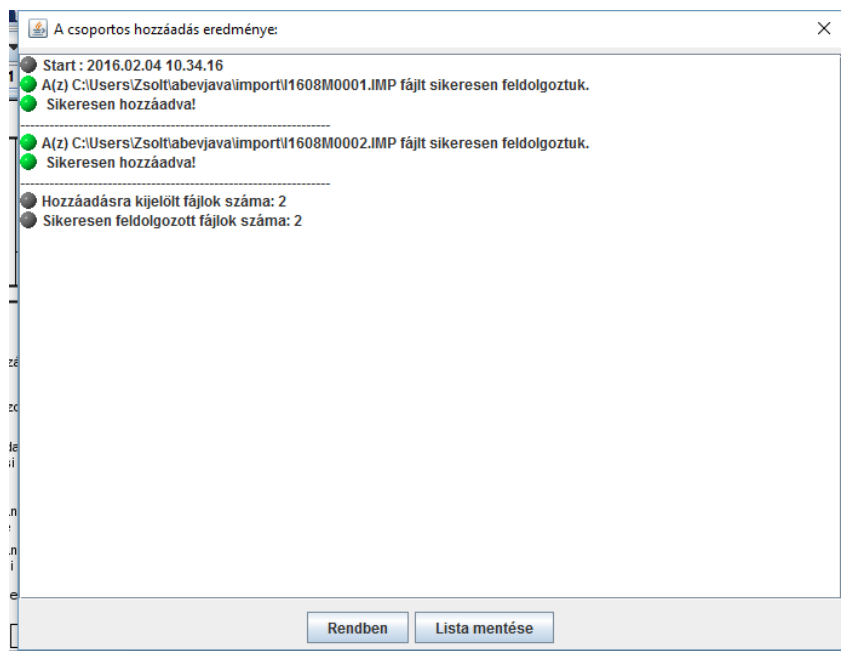 A csoportos hozzáadás eredménye:
Start : 2016.02.04 10.34.16
A(z) C:\Users\Zsolt\abevjava\import\I1608M0001.IMP fájlt sikeresen feldolgoztuk.
Sikeresen hozzáadva!
A(z) C:\Users\Zsolt\abevjava\import\I1608M0002.IMP fájlt sikeresen feldolgoztuk.
Sikeresen hozzáadva!
Hozzáadásra kijelölt fájlok száma: 2
Sikeresen feldolgozott fájlok száma: 2
Rendben
Lista mentése